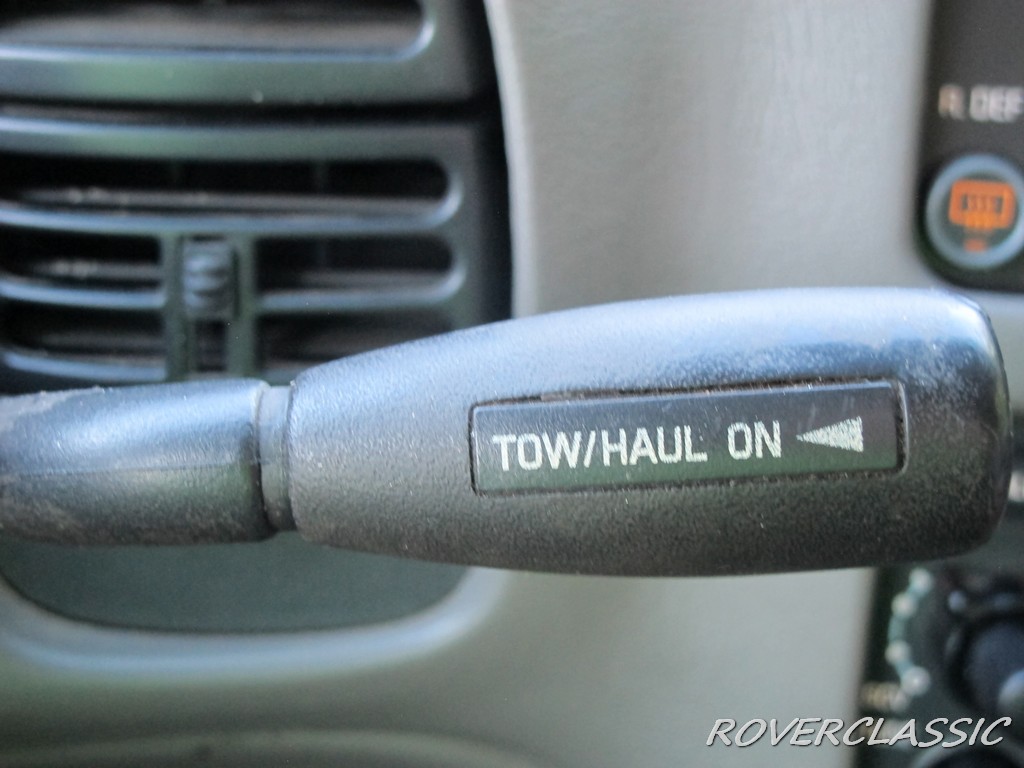 R. DEF
TOW/HAUL ON
ROVERCLASSIC